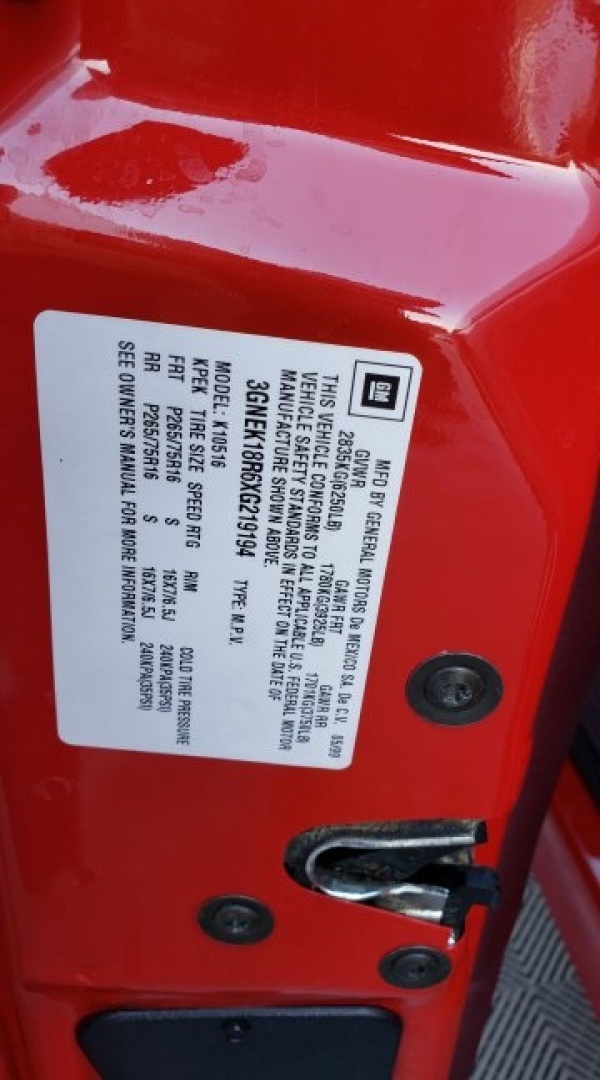 GM
MFD BY GENERAL MOTORS De MEXICO S.A. De C.V. 05/99
GVWR GAWR FRT GAWR RR
2835KG(6250LB) 1780KG(3925LB) 1701KG(3750LB)
THIS VEHICLE CONFORMS TO ALL APPLICABLE U.S. FEDERAL MOTOR
VEHICLE SAFETY STANDARDS IN EFFECT ON THE DATE OF
MANUFACTURE SHOWN ABOVE.
3GNEK18R6XG219194 TYPE: M.P.V.
MODEL: K10516
KPEK TIRE SIZE SPEED RTG RIM COLD TIRE PRESSURE
FRT P265/75R16 S 16X7/6.5J 240KPA(35PSI)
RR P265/75R16 S 16X7/6.5J 240KPA(35PSI)
SEE OWNER'S MANUAL FOR MORE INFORMATION.